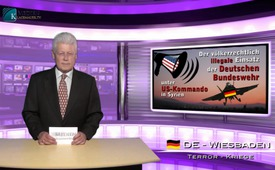 Der völkerrechtlich
illegale Einsatz
der Deutschen
Bundeswehr
unter
US-Kommando
in Syrien
DE - WIESBADEN
TERROR - KRIEGE